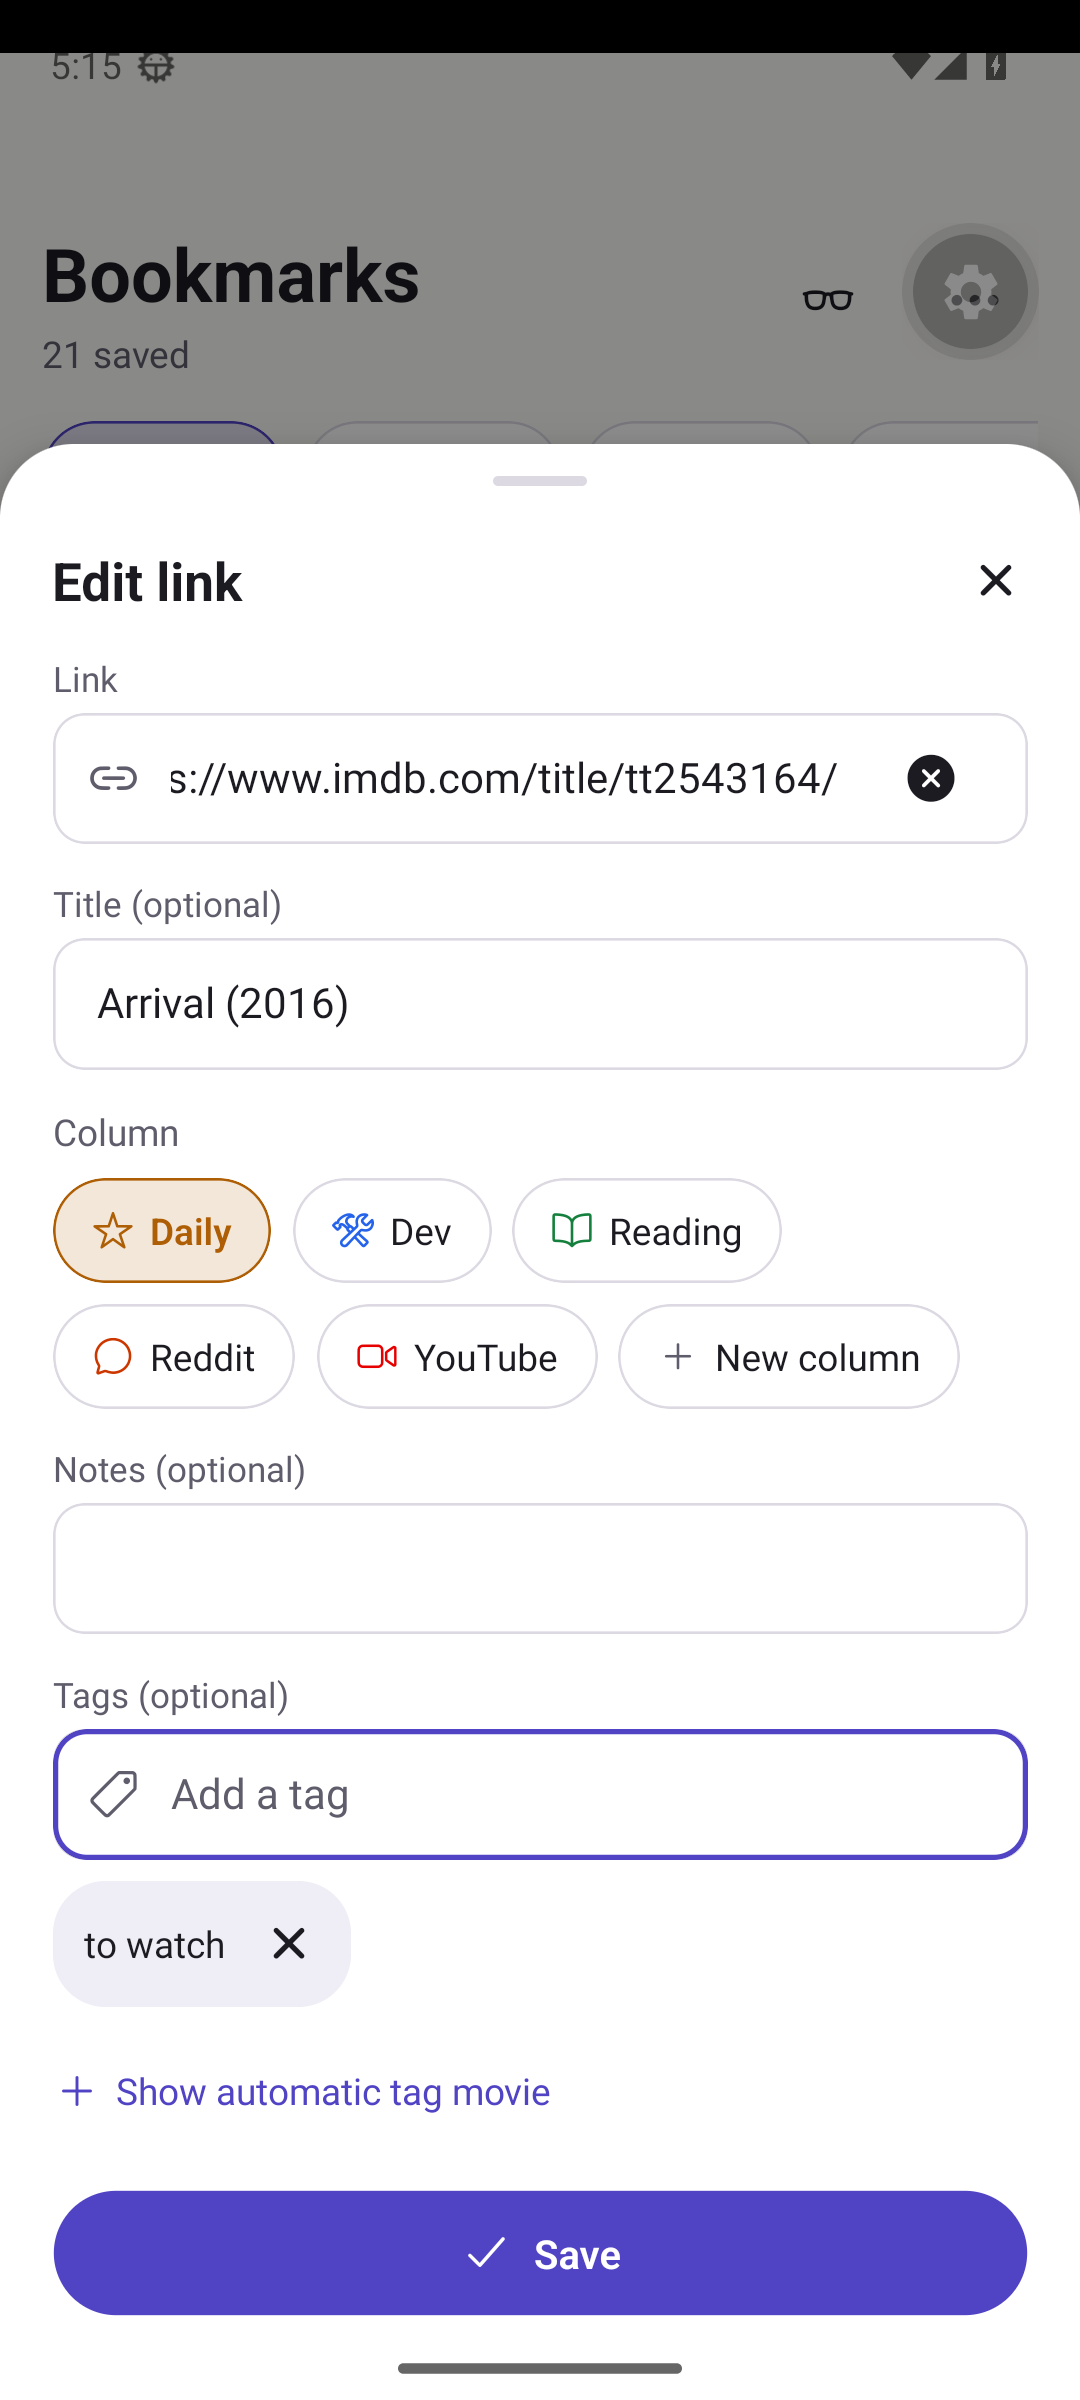 5:15
Bookmarks
21 saved
Edit link
Link
s://www.imdb.com/title/tt2543164/
Title (optional)
Arrival (2016)
Column
Daily
Dev
Reading
Reddit
YouTube
New column
Notes (optional)
Tags (optional)
Add a tag
to watch
Show automatic tag movie
Save